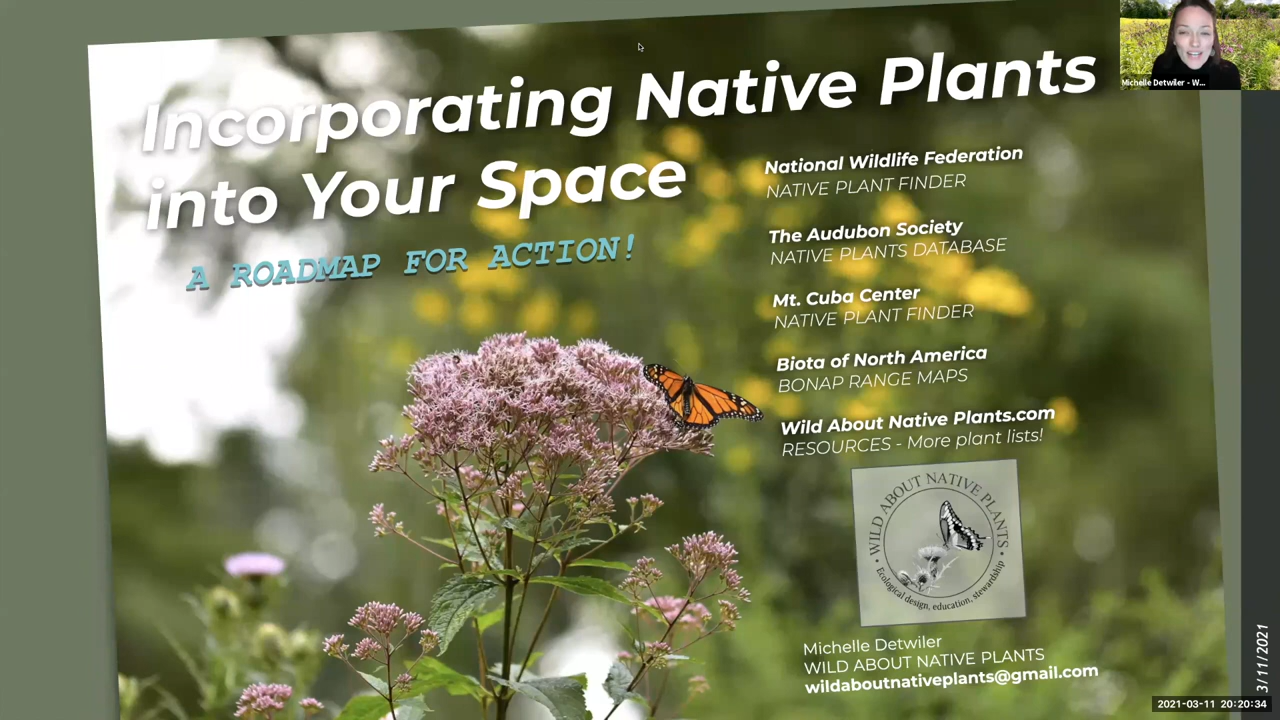 Incorporating Native Plants
into Your Space
A ROADMAP FOR ACTION!
National Wildlife Federation
NATIVE PLANT FINDER
The Audubon Society
NATIVE PLANTS DATABASE
Mt. Cuba Center
NATIVE PLANT FINDER
Biota of North America
BONAP RANGE MAPS
Wild About Native Plants.com
RESOURCES - More plant lists!
• WILD ABOUT NATIVE PLANTS •
Ecological design, education, stewardship
Michelle Detwiler
WILD ABOUT NATIVE PLANTS
wildaboutnativeplants@gmail.com
Michelle Detwiler - W...
3/11/2021
2021-03-11 20:20:34